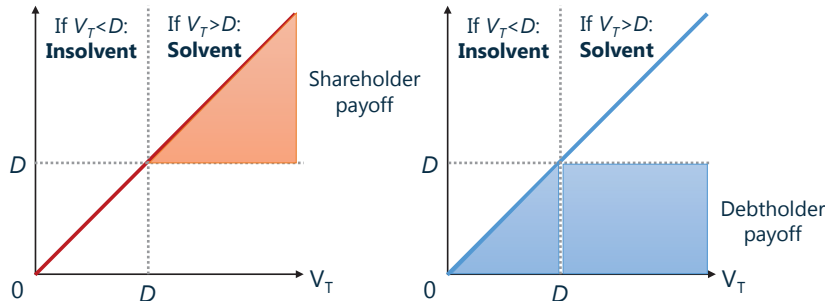 If V_T<D:
Insolvent
If V_T>D:
Solvent
Shareholder
payoff
D
0
D
V_T
If V_T<D:
Insolvent
If V_T>D:
Solvent
D
Debtholder
payoff
0
D
V_T